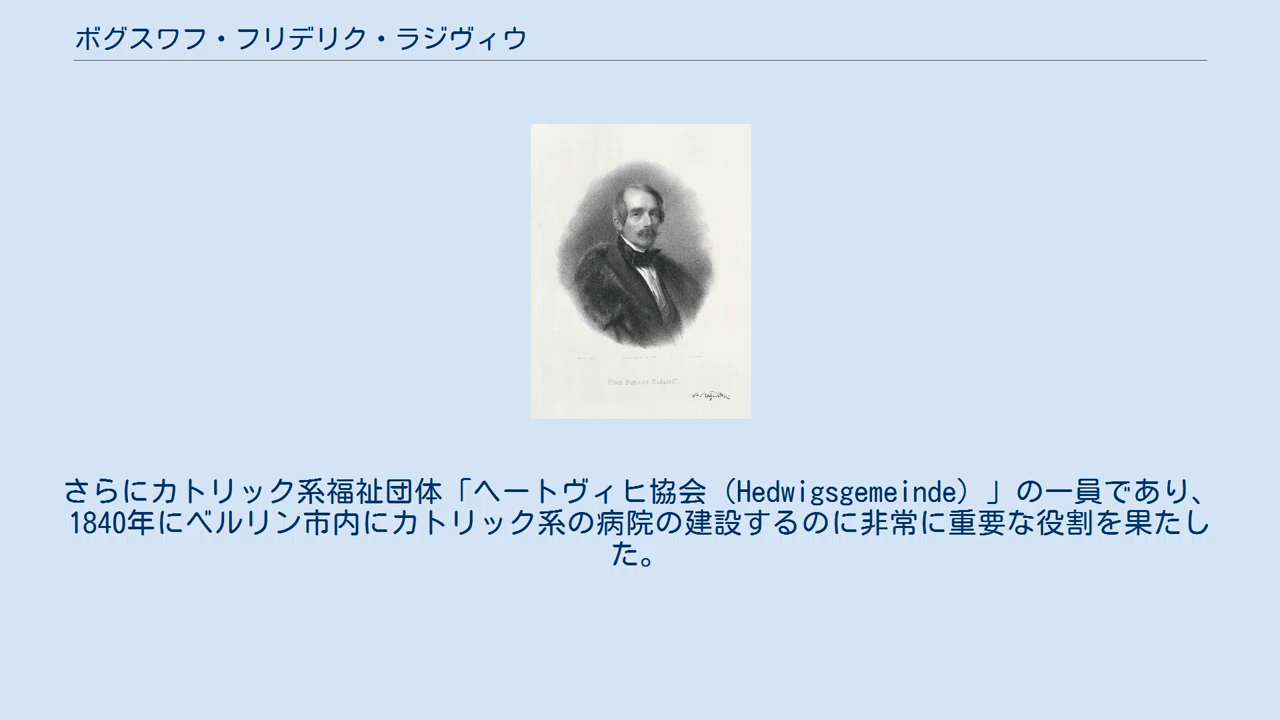 ボグスワフ・フリデリク・ラジヴィウ
さらにカトリック系福祉団体「ヘートヴィヒ協会（Hedwigsgemeinde）」の一員であり、
1840年にベルリン市内にカトリック系の病院の建設するのに非常に重要な役割を果たし
た。